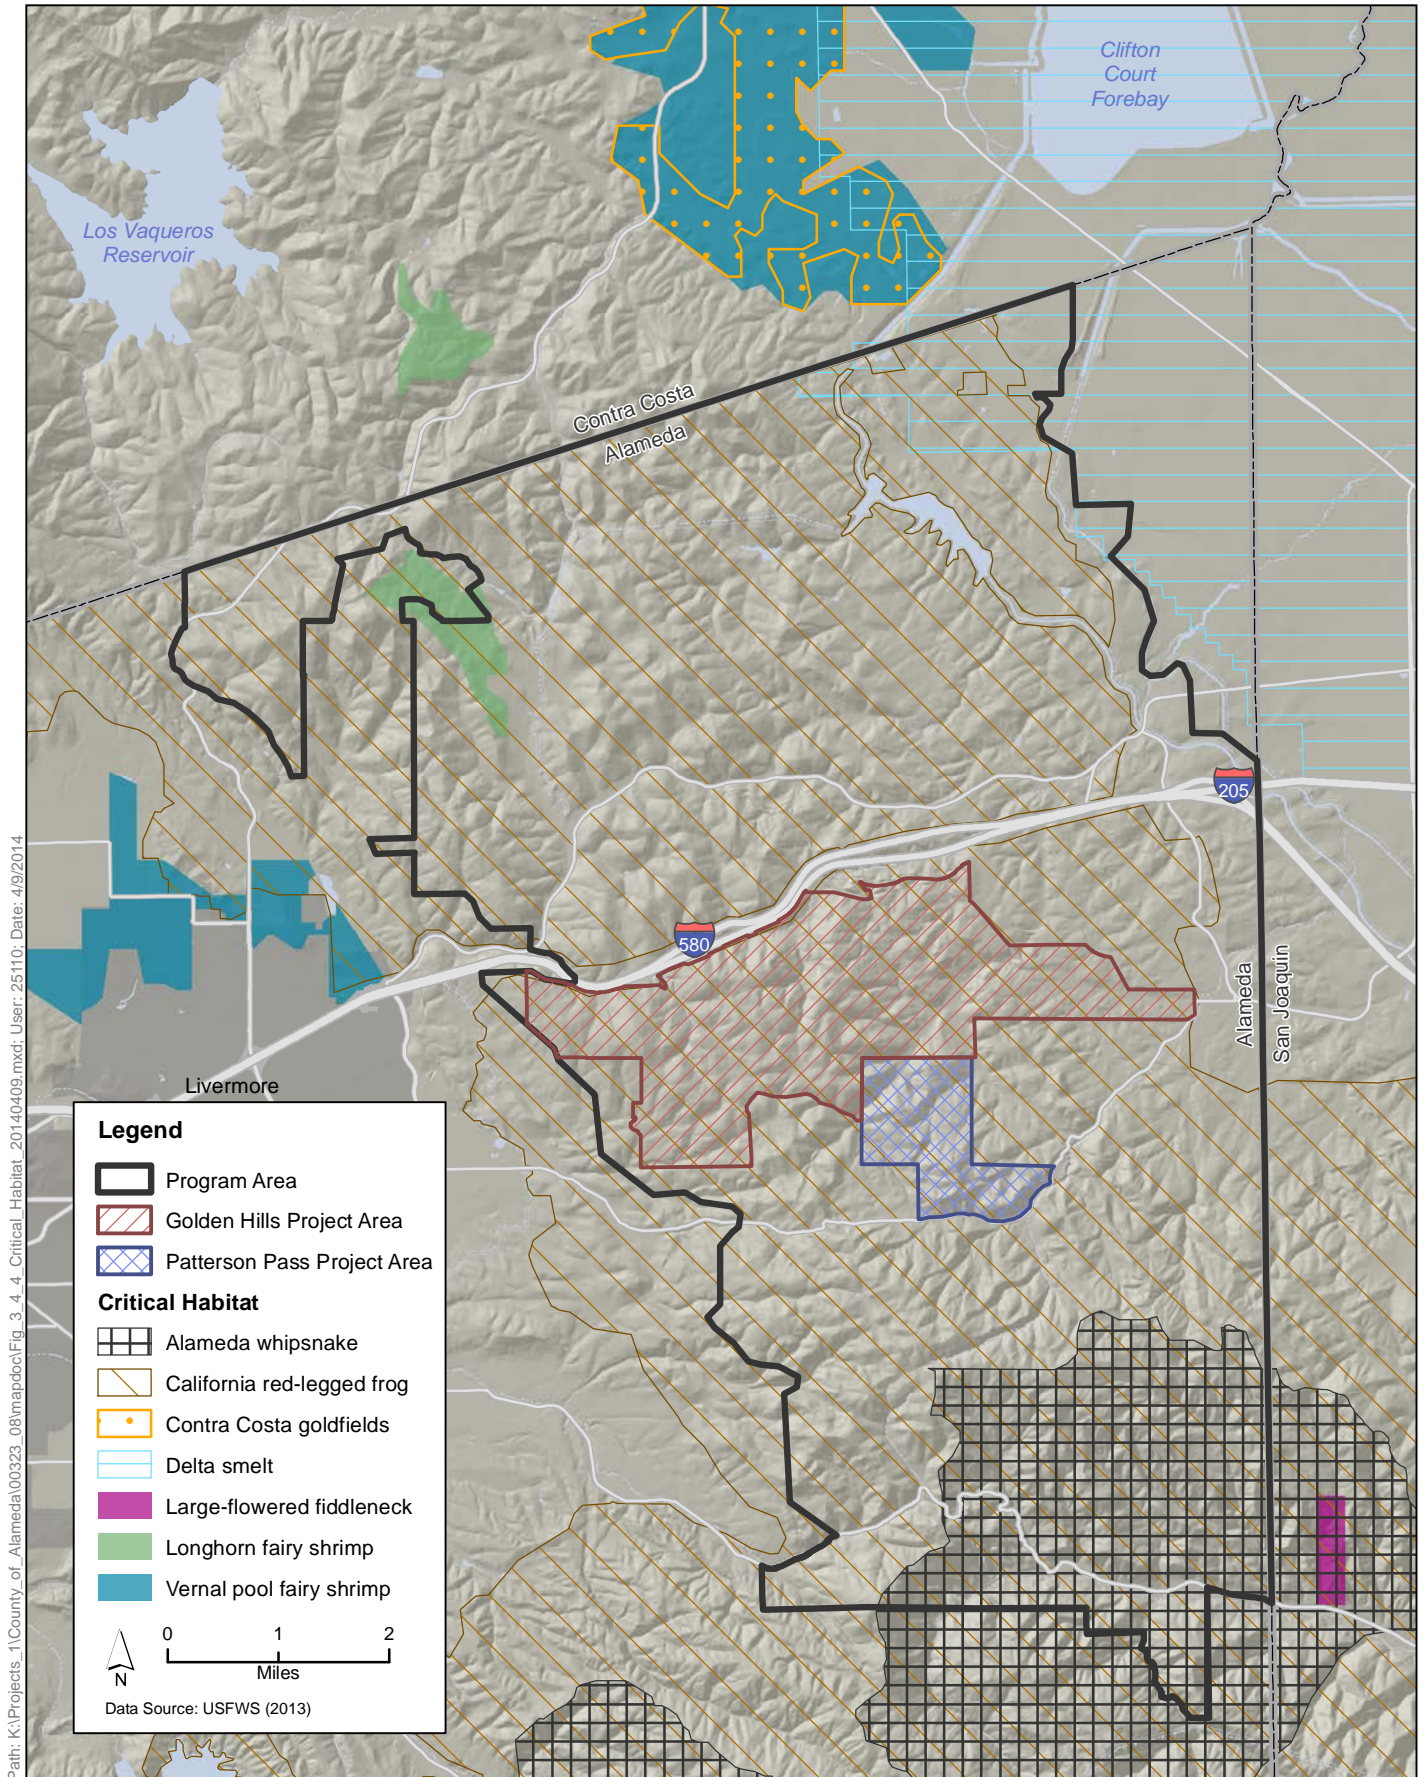 Clifton
Court
Forebay
Los Vaqueros
Reservoir
Contra Costa
Alameda
205
580
Alameda
San Joaquin
Livermore
Legend
Program Area
Golden Hills Project Area
Patterson Pass Project Area
Critical Habitat
Alameda whipsnake
California red-legged frog
Contra Costa goldfields
Delta smelt
Large-flowered fiddleneck
Longhorn fairy shrimp
Vernal pool fairy shrimp
0 1 2
Miles
N
Data Source: USFWS (2013)
Path: K:\Projects_1\County_of_Alameda\00323_08\mapdoc\Fig_3_4_4_Critical_Habitat_20140409.mxd; User: 25110; Date: 4/9/2014